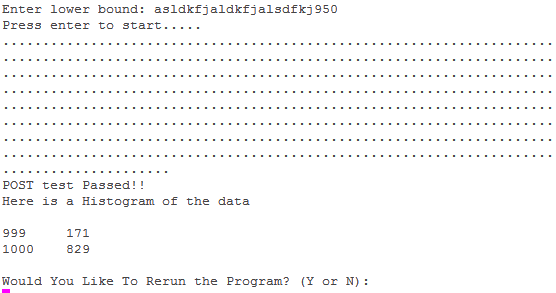 Enter lower bound: asldkfjaldkfjalsdfkj950
Press enter to start.....
.....................................................................
.....................................................................
.....................................................................
.....................................................................
.....................................................................
.....................................................................
.....................................................................
.....................................................................
.....................
POST test Passed!!
Here is a Histogram of the data
999 171
1000 829
Would You Like To Rerun the Program? (Y or N):